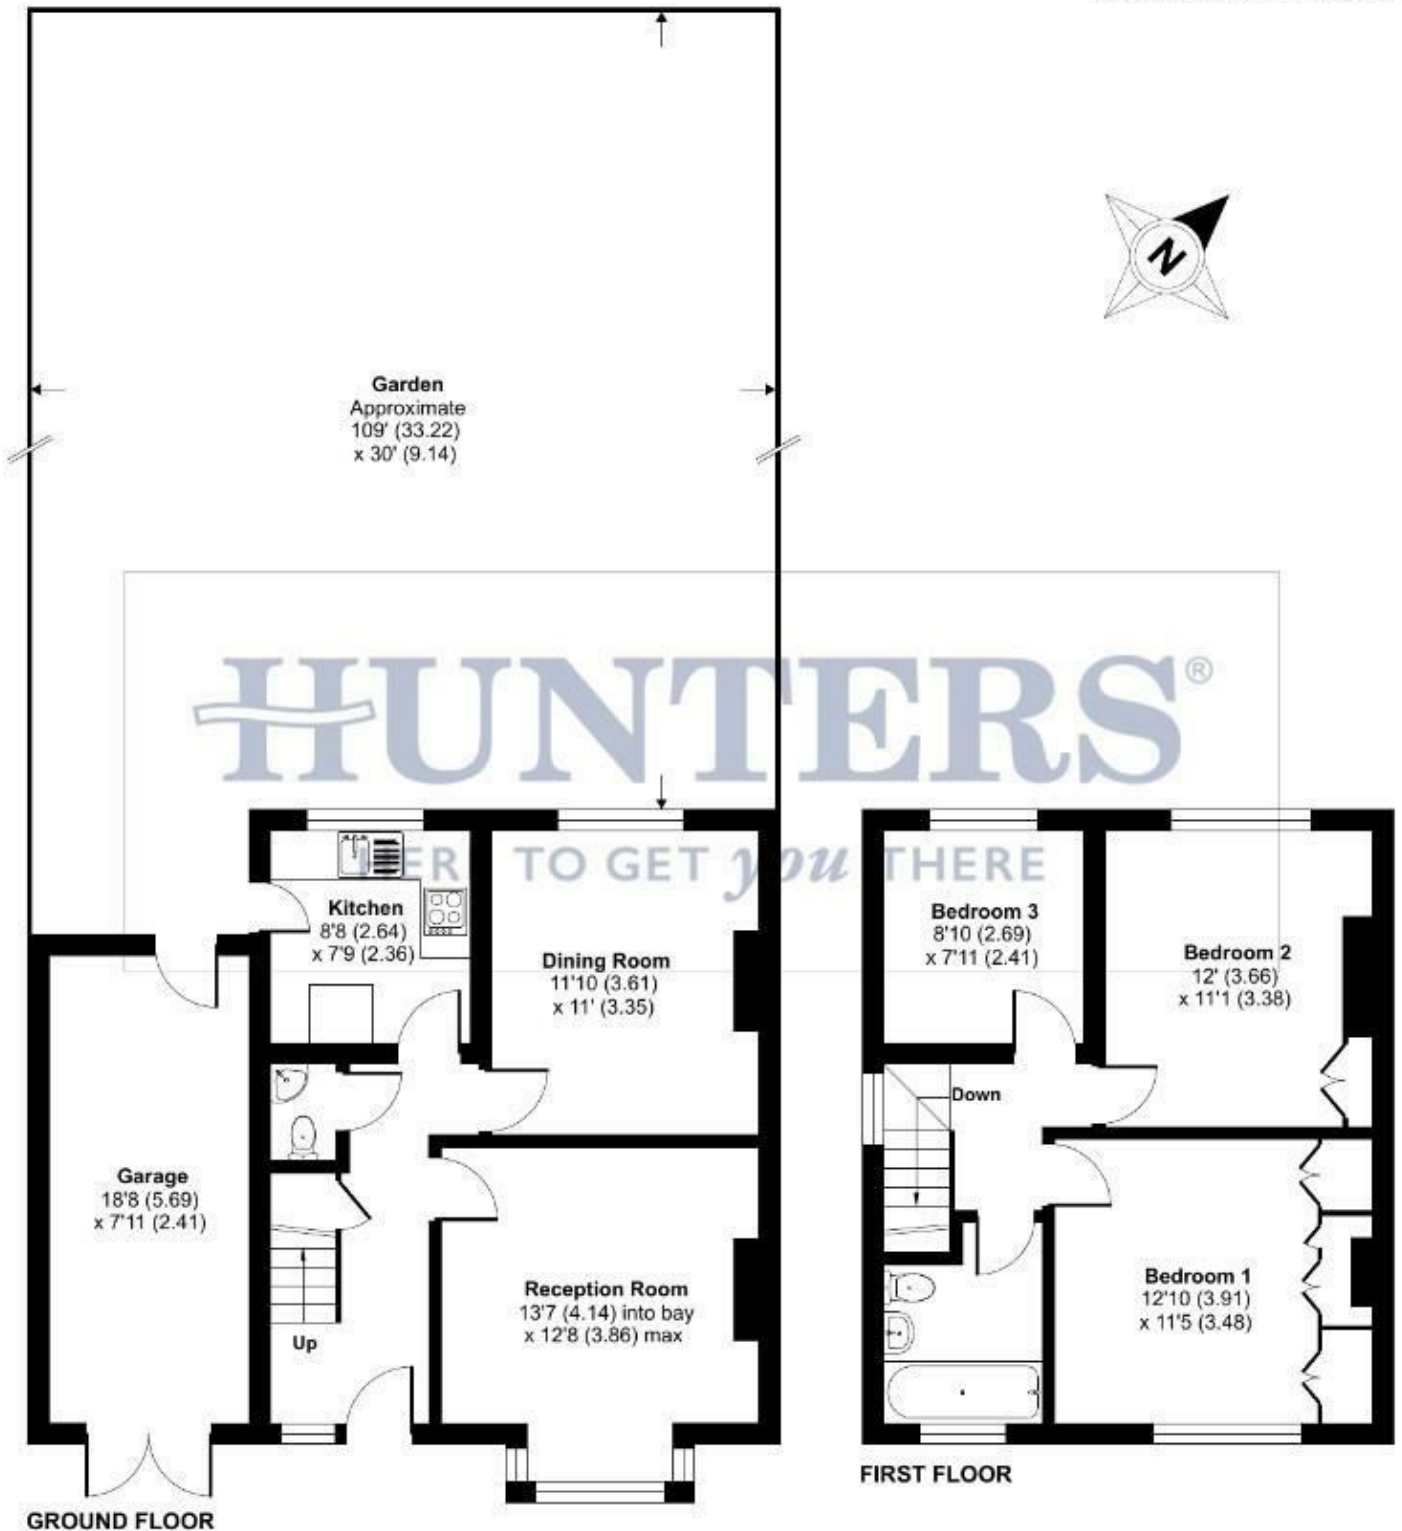 N
Garden
Approximate
109' (33.22)
x 30' (9.14)
HUNTERS®
HER TO GET you THERE
Kitchen
8'8 (2.64)
x 7'9 (2.36)
Dining Room
11'10 (3.61)
x 11' (3.35)
Bedroom 3
8'10 (2.69)
x 7'11 (2.41)
Bedroom 2
12' (3.66)
x 11'1 (3.38)
Down
Garage
18'8 (5.69)
x 7'11 (2.41)
Reception Room
13'7 (4.14) into bay
x 12'8 (3.86) max
Up
Bedroom 1
12'10 (3.91)
x 11'5 (3.48)
FIRST FLOOR
GROUND FLOOR